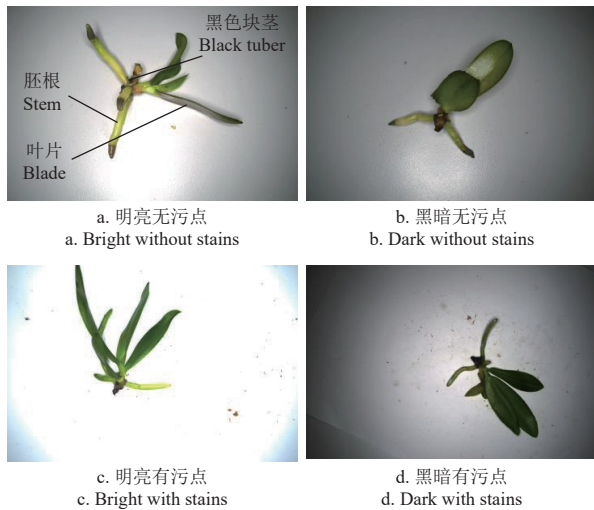 黑色块茎
Black tuber
胚根
Stem
叶片
Blade
a. 明亮无污点
a. Bright without stains
b. 黑暗无污点
b. Dark without stains
c. 明亮有污点
c. Bright with stains
d. 黑暗有污点
d. Dark with stains